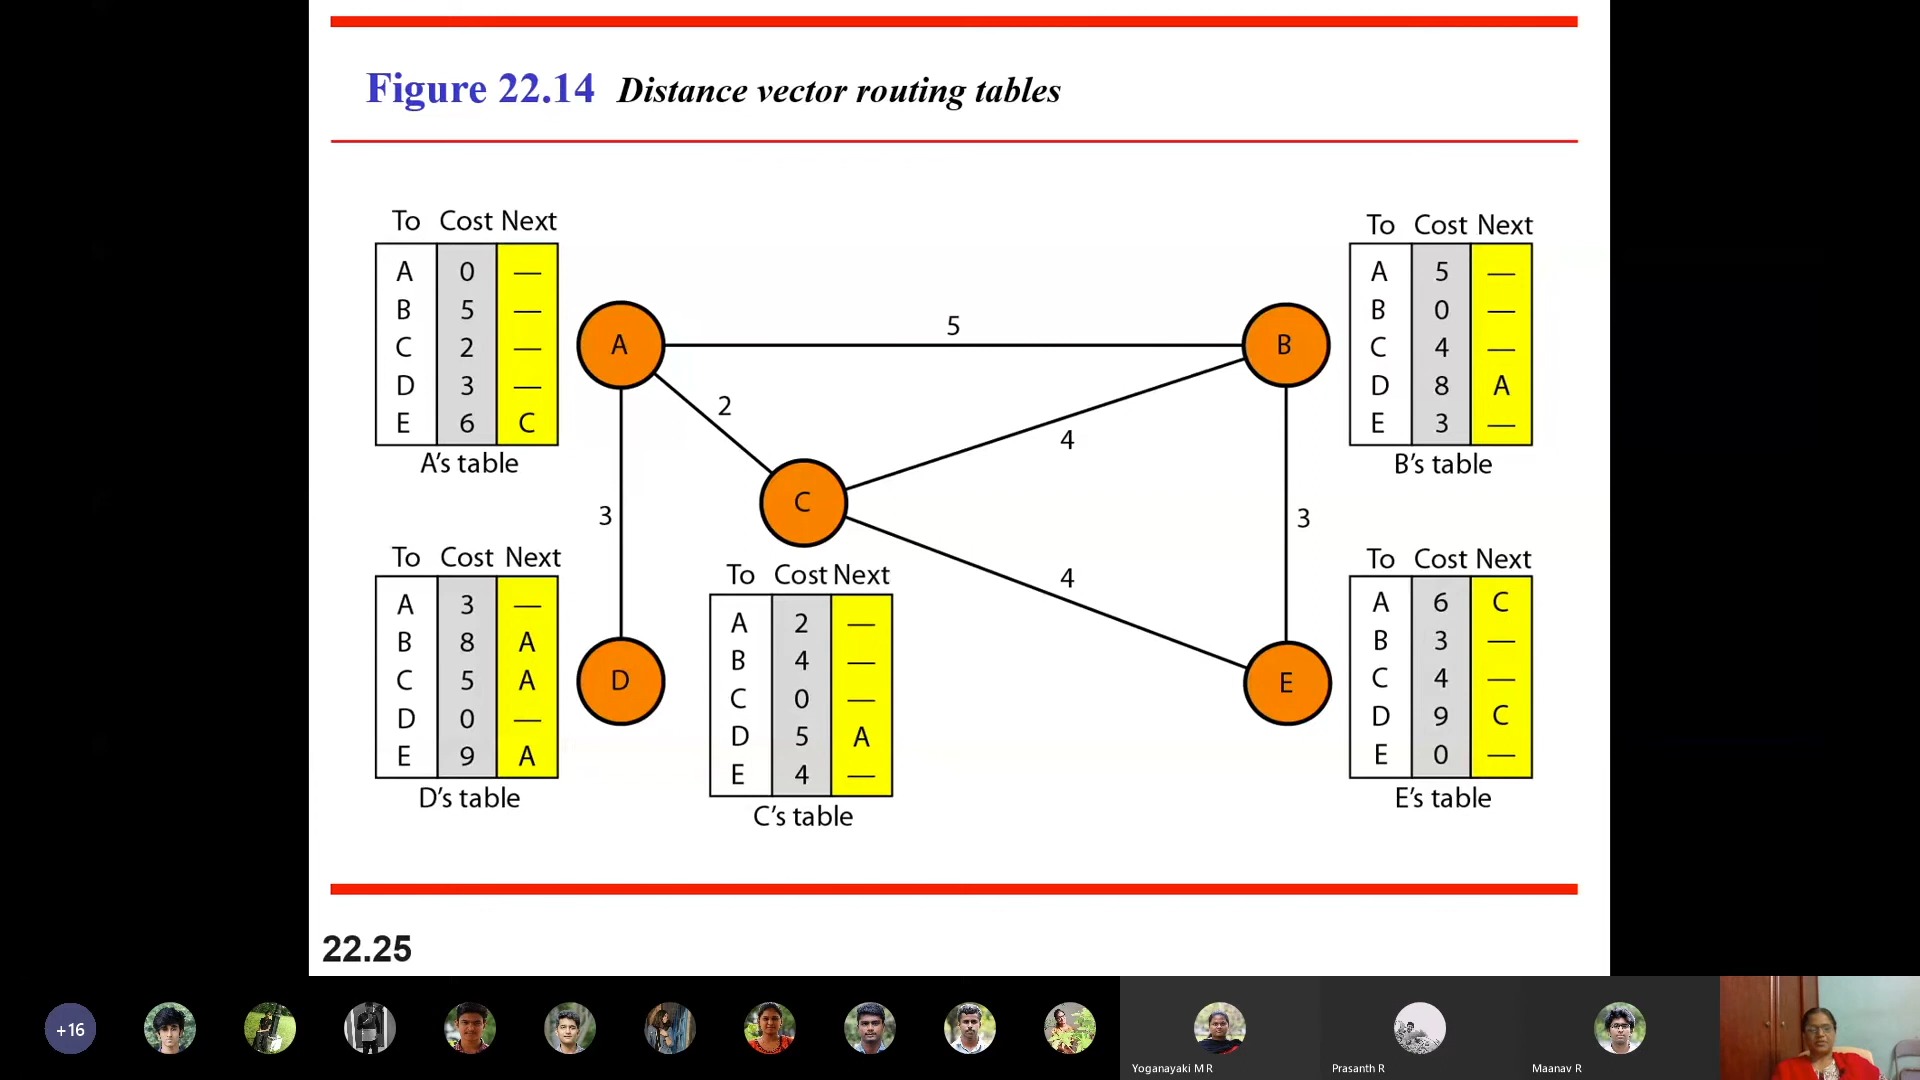 Figure 22.14 Distance vector routing tables
To Cost Next
A 0 —
B 5 —
C 2 —
D 3 —
E 6 C
A’s table
To Cost Next
A 5 —
B 0 —
C 4 —
D 8 A
E 3 —
B’s table
A
5
B
2
4
C
3
3
4
D
E
To Cost Next
A 3 —
B 8 A
C 5 A
D 0 —
E 9 A
D’s table
To Cost Next
A 2 —
B 4 —
C 0 —
D 5 A
E 4 —
C’s table
To Cost Next
A 6 C
B 3 —
C 4 —
D 9 C
E 0 —
E’s table
22.25
+16
Yoganayaki M R
Prasanth R
Maanav R